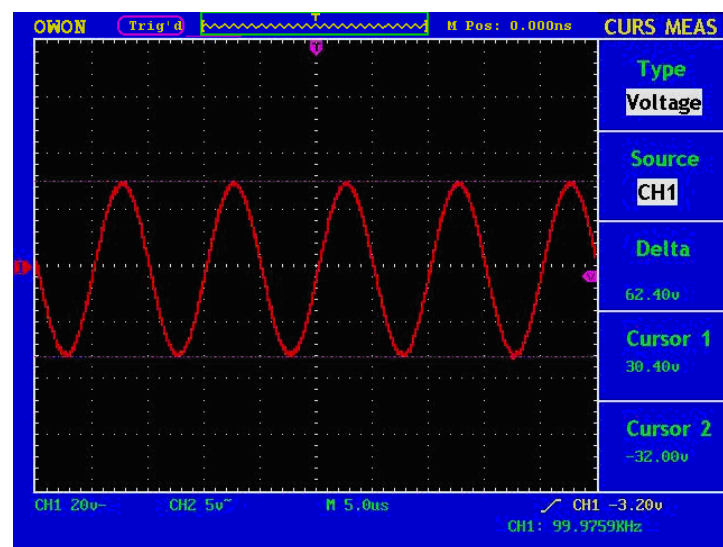 OWON Trig'd T M Pos: 0.000ns CURS MEAS
Type
Voltage
Source
CH1
Delta
62.40v
Cursor 1
30.40v
Cursor 2
-32.00v
CH1 20v- CH2 5v~ M 5.0us CH1 -3.20v
CH1: 99.9759KHz